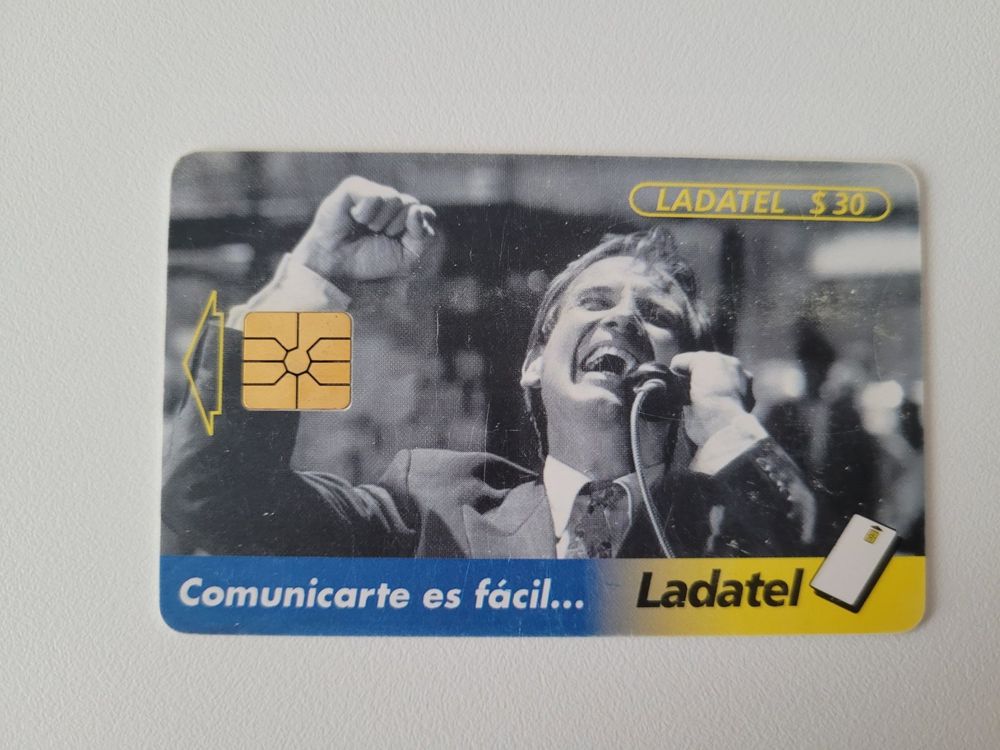 LADATEL $30
Comunicarte es fácil...
Ladatel